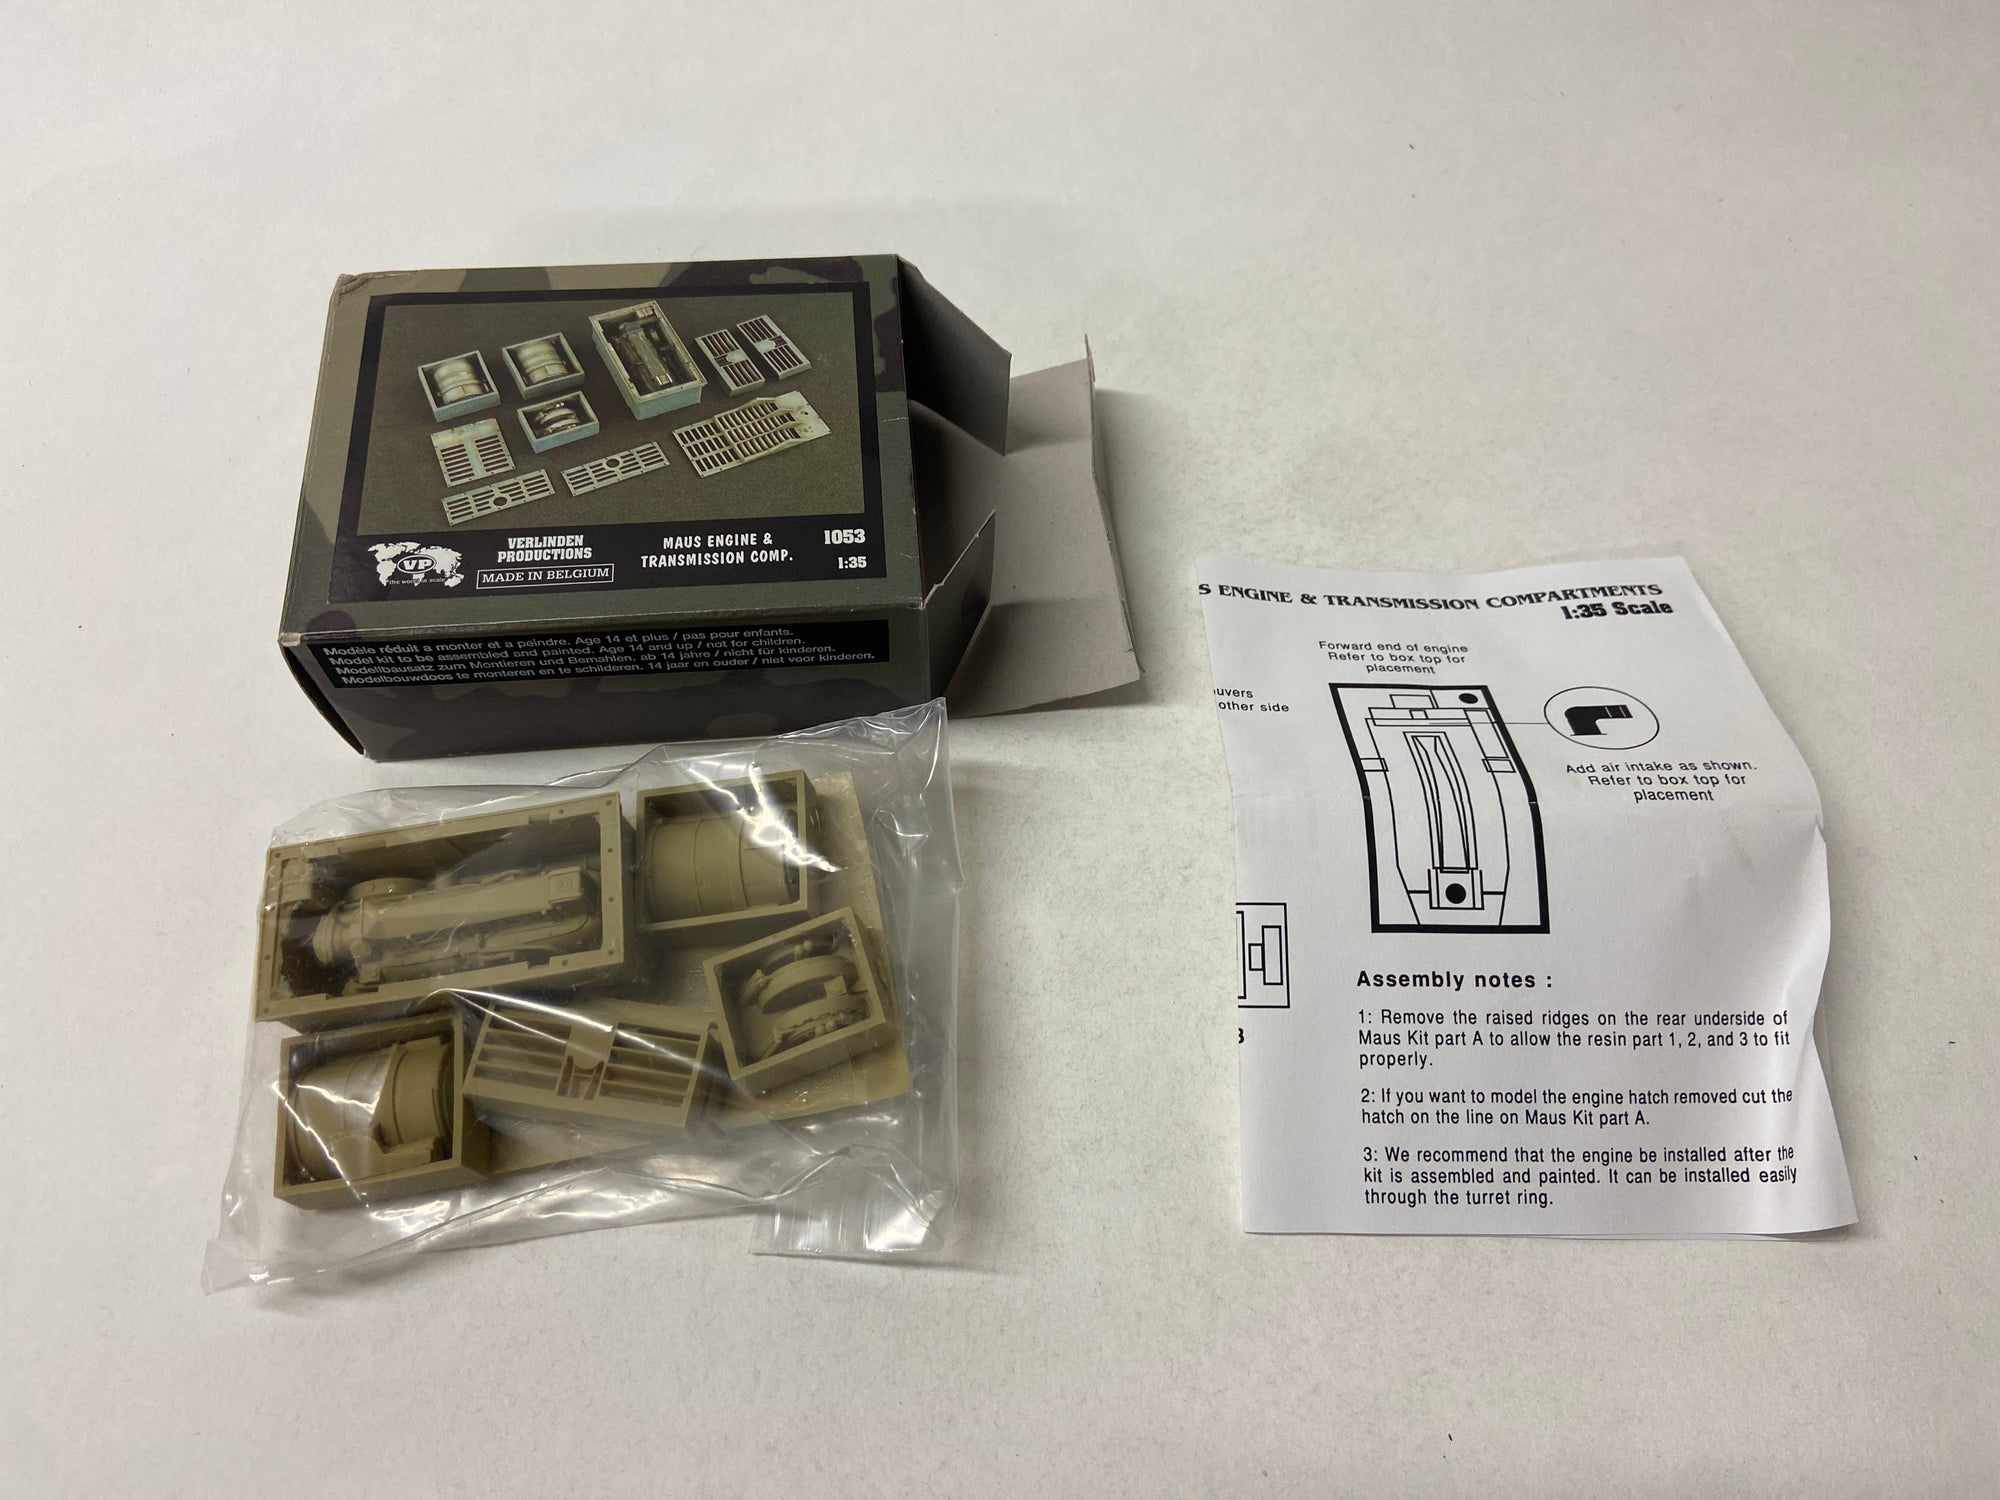 VP
the world in scale
VERLINDEN
PRODUCTIONS
MADE IN BELGIUM
MAUS ENGINE &
TRANSMISSION COMP.
1053
1:35
Modèle réduit a monter et a peindre. Age 14 et plus / pas pour enfants.
Model kit to be assembled and painted. Age 14 and up / not for children.
Modellbausatz zum Montieren und Bemahlen. ab 14 jahre / nicht für kinderen.
Modelbouwdoos te monteren en te schilderen. 14 jaar en ouder / niet voor kinderen.
S ENGINE & TRANSMISSION COMPARTMENTS
1:35 Scale
Forward end of engine
Refer to box top for
placement
uvers
other side
Add air intake as shown.
Refer to box top for
placement
3
Assembly notes :
1: Remove the raised ridges on the rear underside of
Maus Kit part A to allow the resin part 1, 2, and 3 to fit
properly.
2: If you want to model the engine hatch removed cut the
hatch on the line on Maus Kit part A.
3: We recommend that the engine be installed after the
kit is assembled and painted. It can be installed easily
through the turret ring.